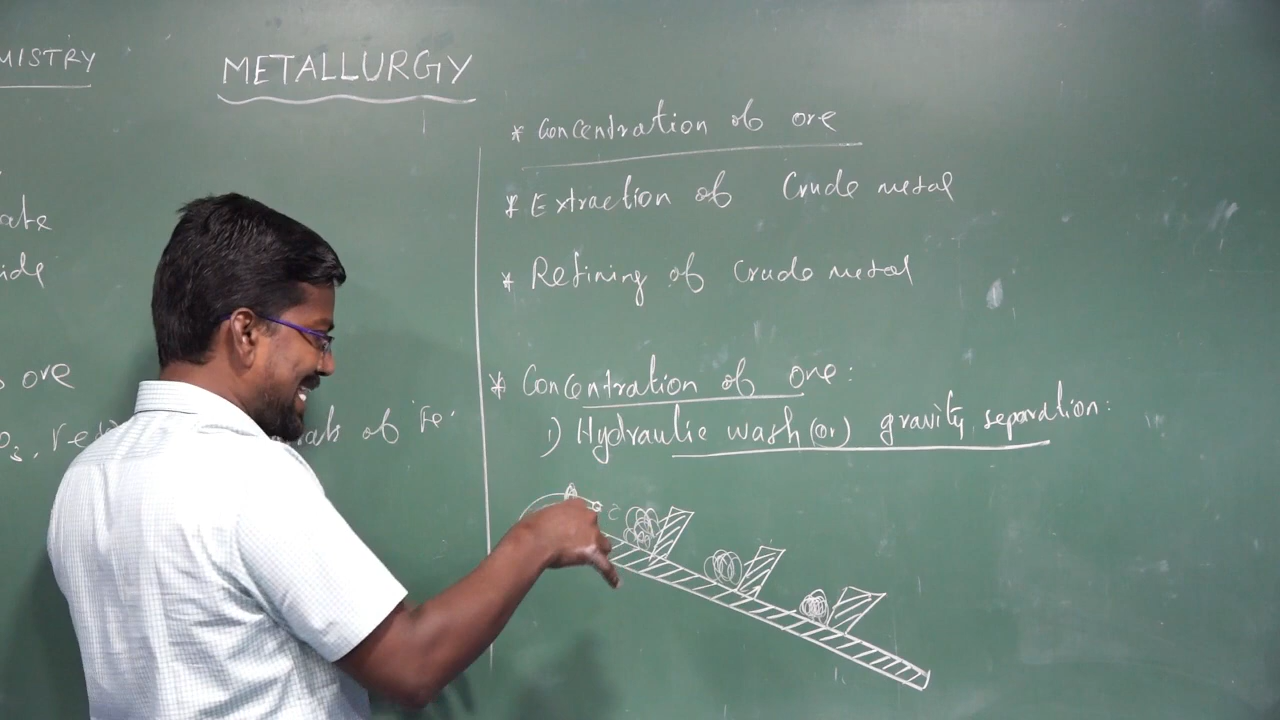 MISTRY
METALLURGY
ate
ide
ore
of Fe
* Concentration of ore
* Extraction of Crude metal
* Refining of Crude metal
* Concentration of Ore:
1) Hydraulic wash (or) gravity separation: